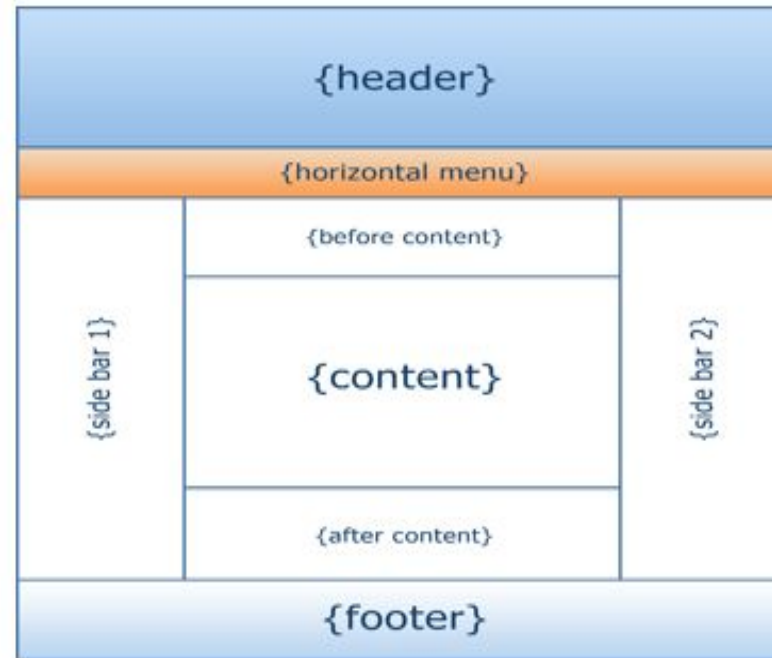 {header}
{horizontal menu}
{before content}
{side bar 1}
{content}
{side bar 2}
{after content}
{footer}